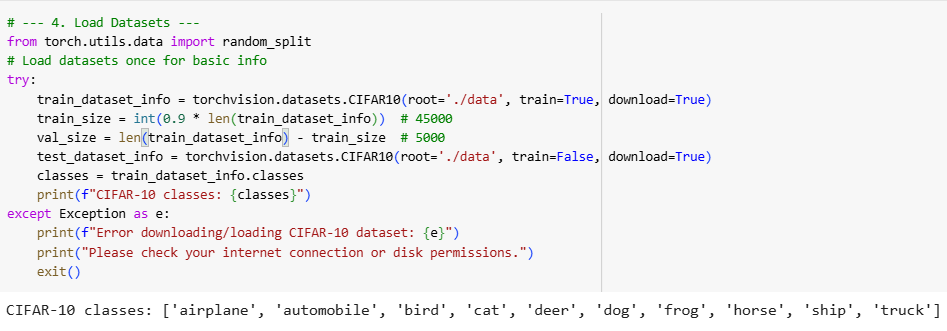 # --- 4. Load Datasets ---
from torch.utils.data import random_split
# Load datasets once for basic info
try:
    train_dataset_info = torchvision.datasets.CIFAR10(root='./data', train=True, download=True)
    train_size = int(0.9 * len(train_dataset_info))  # 45000
    val_size = len(train_dataset_info) - train_size  # 5000
    test_dataset_info = torchvision.datasets.CIFAR10(root='./data', train=False, download=True)
    classes = train_dataset_info.classes
    print(f"CIFAR-10 classes: {classes}")
except Exception as e:
    print(f"Error downloading/loading CIFAR-10 dataset: {e}")
    print("Please check your internet connection or disk permissions.")
    exit()
CIFAR-10 classes: ['airplane', 'automobile', 'bird', 'cat', 'deer', 'dog', 'frog', 'horse', 'ship', 'truck']